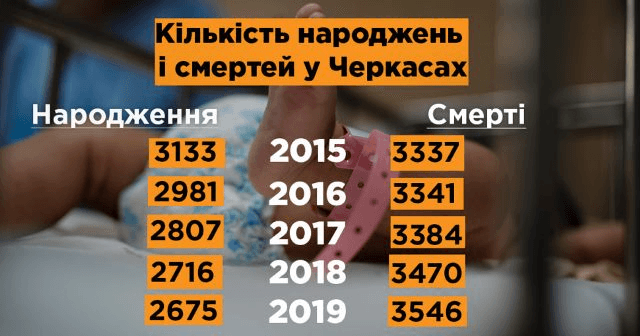 Кількість народжень
і смертей у Черкасах
Народження Смерті
3133 2015 3337
2981 2016 3341
2807 2017 3384
2716 2018 3470
2675 2019 3546